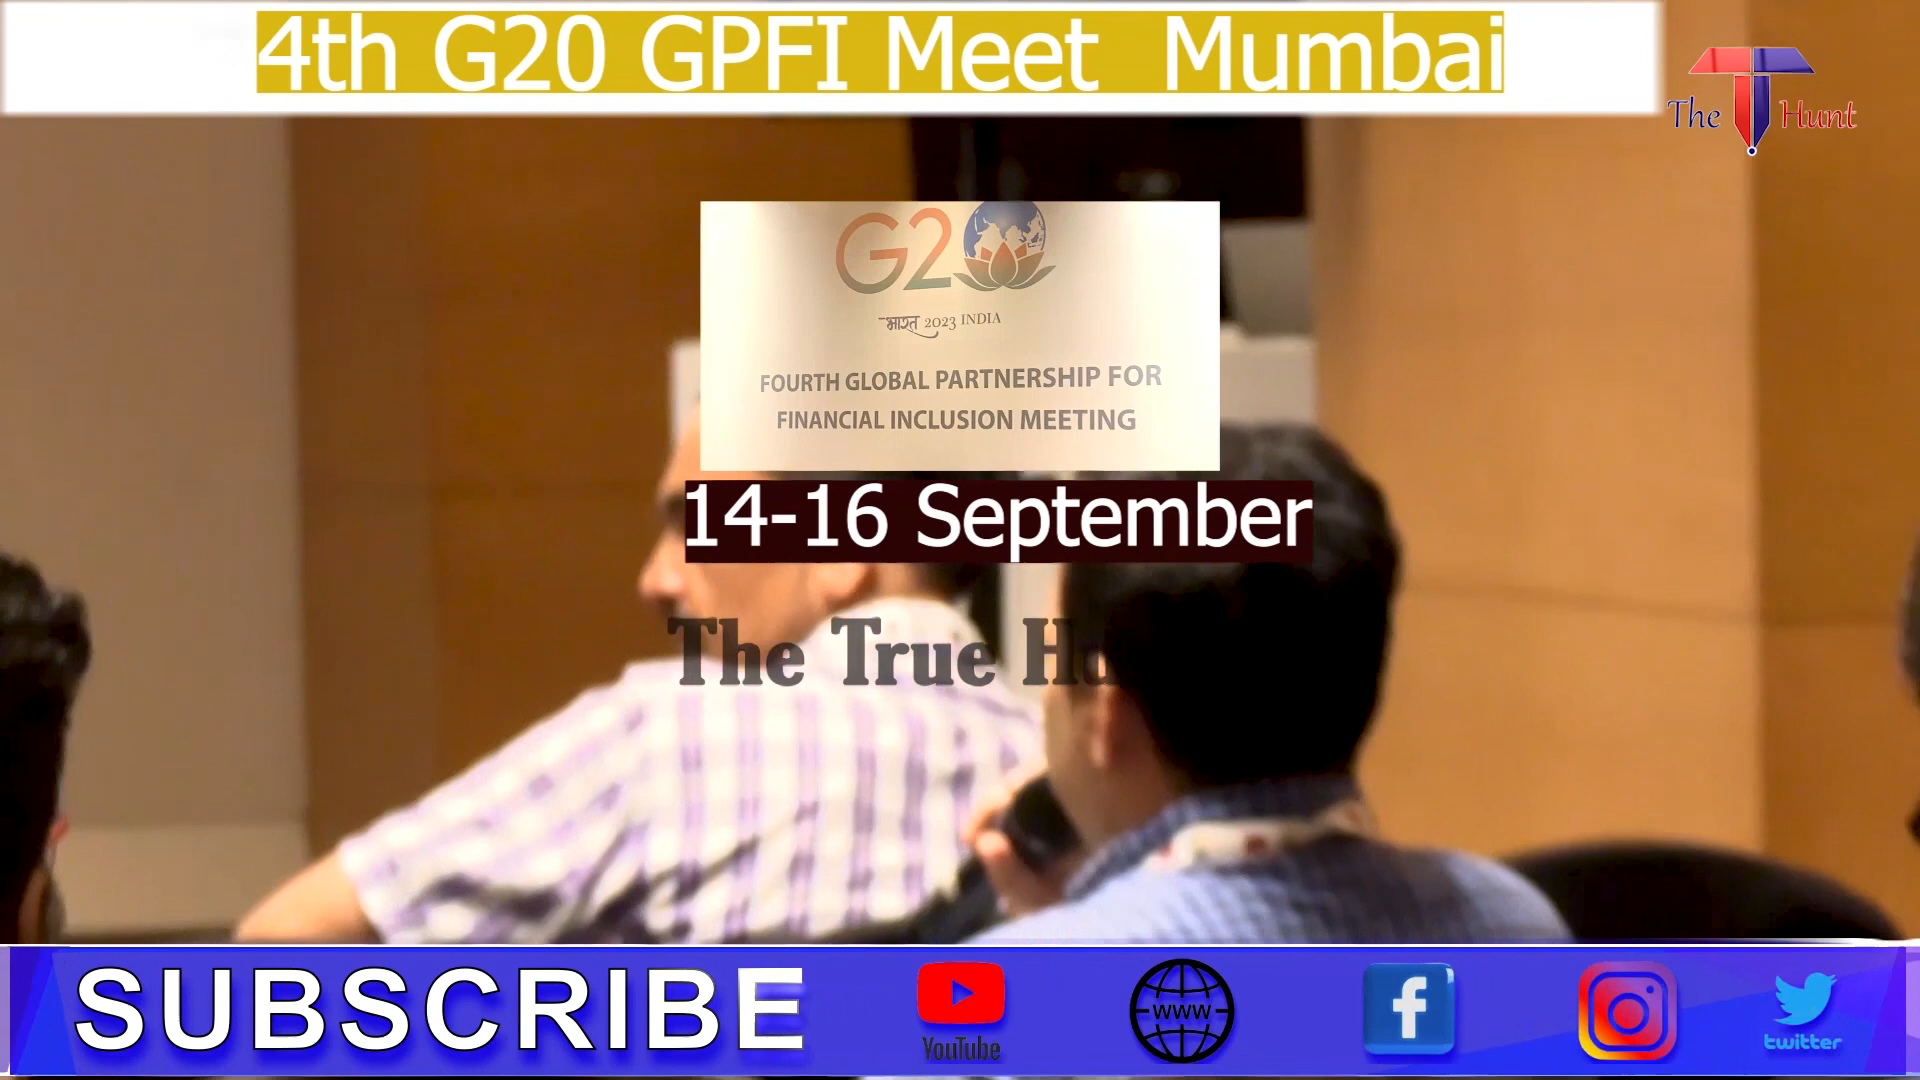 4th G20 GPFI Meet Mumbai
The T Hunt
G20
भारत 2023 INDIA
FOURTH GLOBAL PARTNERSHIP FOR
FINANCIAL INCLUSION MEETING
14-16 September
The True
SUBSCRIBE
YouTube
www
f
twitter